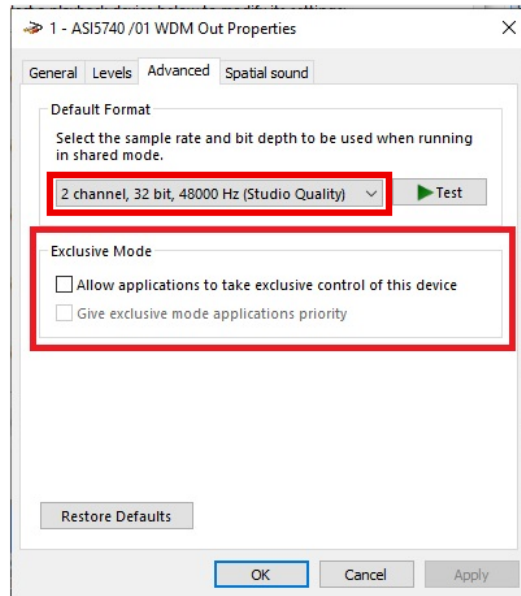 1 - ASI5740 /01 WDM Out Properties
General Levels Advanced Spatial sound
Default Format
Select the sample rate and bit depth to be used when running
in shared mode.
2 channel, 32 bit, 48000 Hz (Studio Quality) Test
Exclusive Mode
Allow applications to take exclusive control of this device
Give exclusive mode applications priority
Restore Defaults
OK Cancel Apply